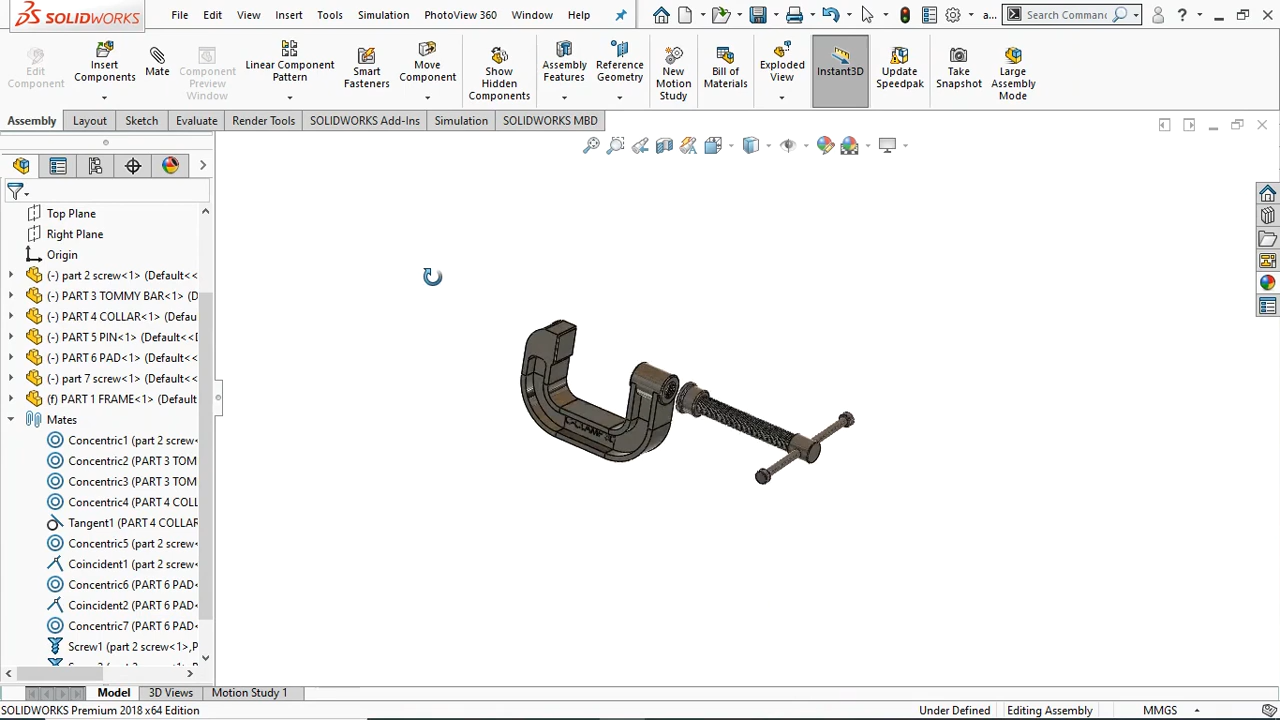 SOLIDWORKS
File Edit View Insert Tools Simulation PhotoView 360 Window Help
a...
Search Commanc
?
Edit Component
Insert Components
Mate
Component Preview Window
Linear Component Pattern
Smart Fasteners
Move Component
Show Hidden Components
Assembly Features
Reference Geometry
New Motion Study
Bill of Materials
Exploded View
Instant3D
Update Speedpak
Take Snapshot
Large Assembly Mode
Assembly Layout Sketch Evaluate Render Tools SOLIDWORKS Add-Ins Simulation SOLIDWORKS MBD
Top Plane
Right Plane
Origin
(-) part 2 screw<1> (Default<<
(-) PART 3 TOMMY BAR<1> (D
(-) PART 4 COLLAR<1> (Defau
(-) PART 5 PIN<1> (Default<<D
(-) PART 6 PAD<1> (Default<<
(-) part 7 screw<1> (Default<<
(f) PART 1 FRAME<1> (Default
Mates
Concentric1 (part 2 screw<
Concentric2 (PART 3 TOM
Concentric3 (PART 3 TOM
Concentric4 (PART 4 COLL
Tangent1 (PART 4 COLLAR
Concentric5 (part 2 screw<
Coincident1 (part 2 screw<
Concentric6 (PART 6 PAD<
Coincident2 (PART 6 PAD<
Concentric7 (PART 6 PAD<
Screw1 (part 2 screw<1>,P
Model 3D Views Motion Study 1
SOLIDWORKS Premium 2018 x64 Edition
Under Defined Editing Assembly MMGS